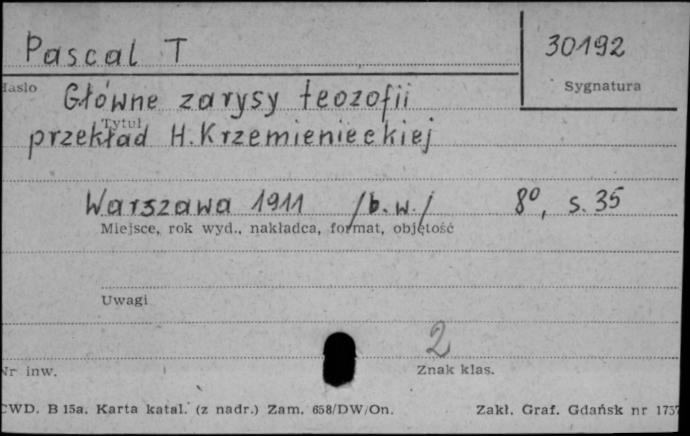 Pascal T
30192
Hasło
Sygnatura
Główne zarysy teozofii
Tytuł
przekład H. Krzemienieckiej
Warszawa 1911 /b.w./ 8⁰, s. 35
Miejsce, rok wyd., nakładca, format, objętość
Uwagi
2
Nr inw.
Znak klas.
CWD. B 15a. Karta katal. (z nadr.) Zam. 658/DW/On. Zakł. Graf. Gdańsk nr 1757